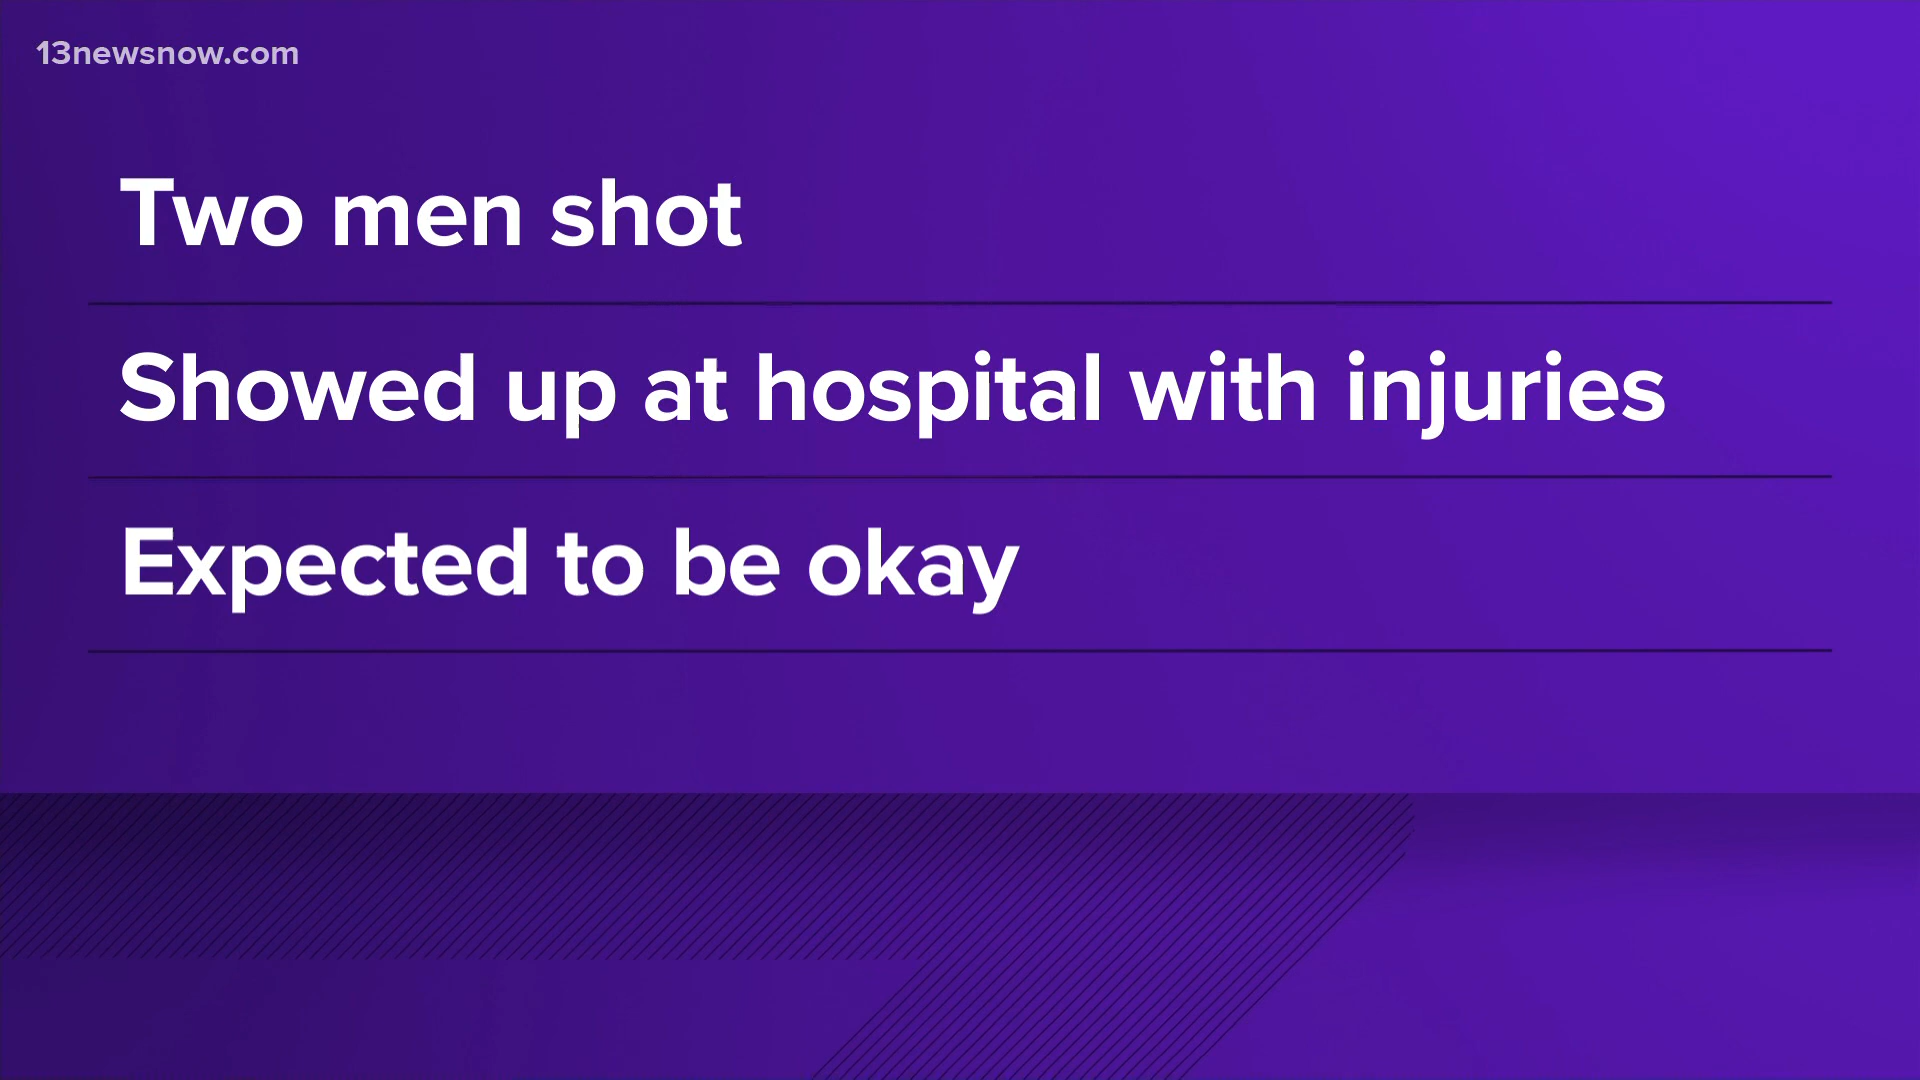 13newsnow.com
Two men shot
Showed up at hospital with injuries
Expected to be okay